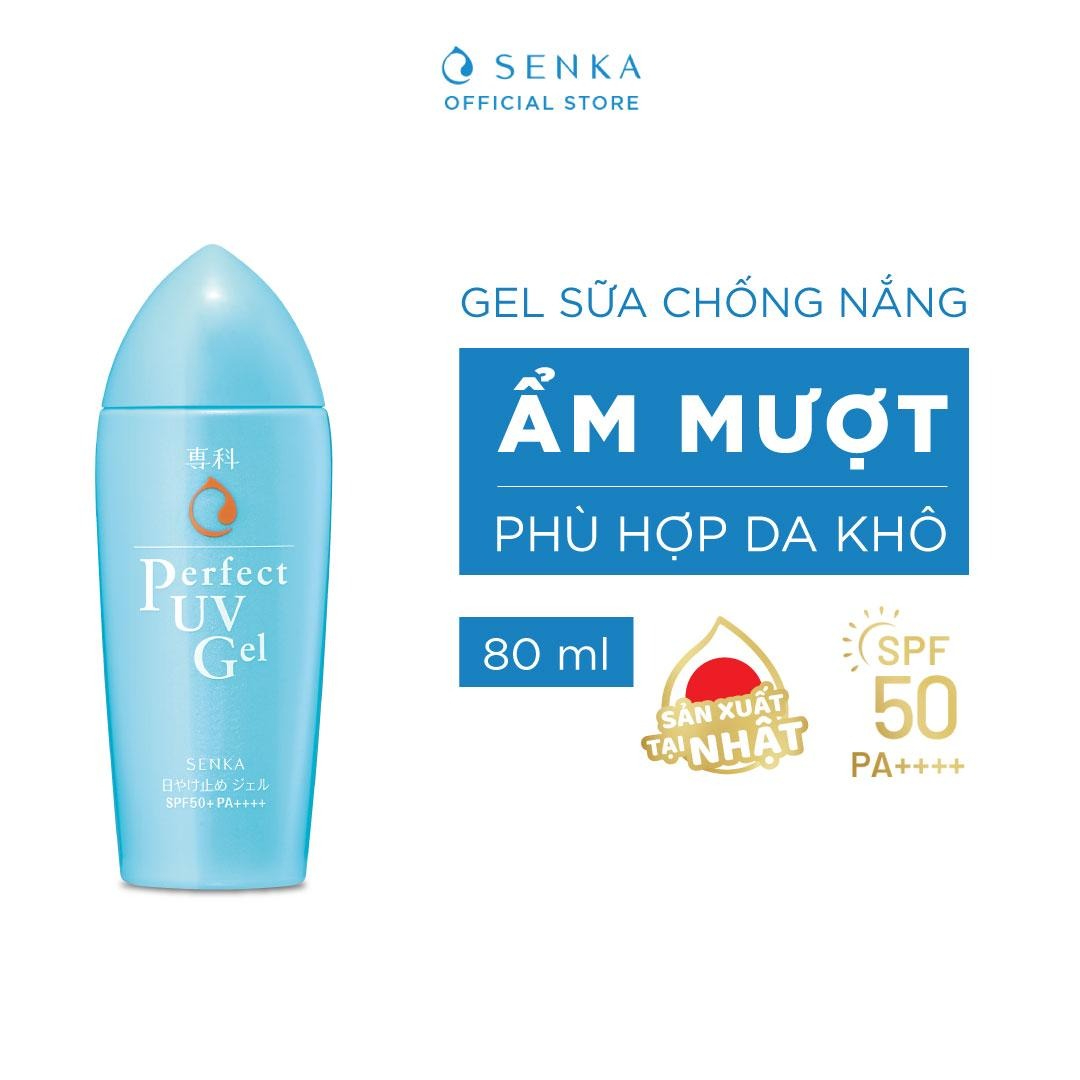 SENKA
OFFICIAL STORE
GEL SỮA CHỐNG NẮNG
ẨM MƯỢT
PHÙ HỢP DA KHÔ
80 ml
SẢN XUẤT
TẠI NHẬT
SPF
50
PA++++
専科
Perfect
UV
Gel
SENKA
日やけ止め ジェル
SPF50+ PA++++